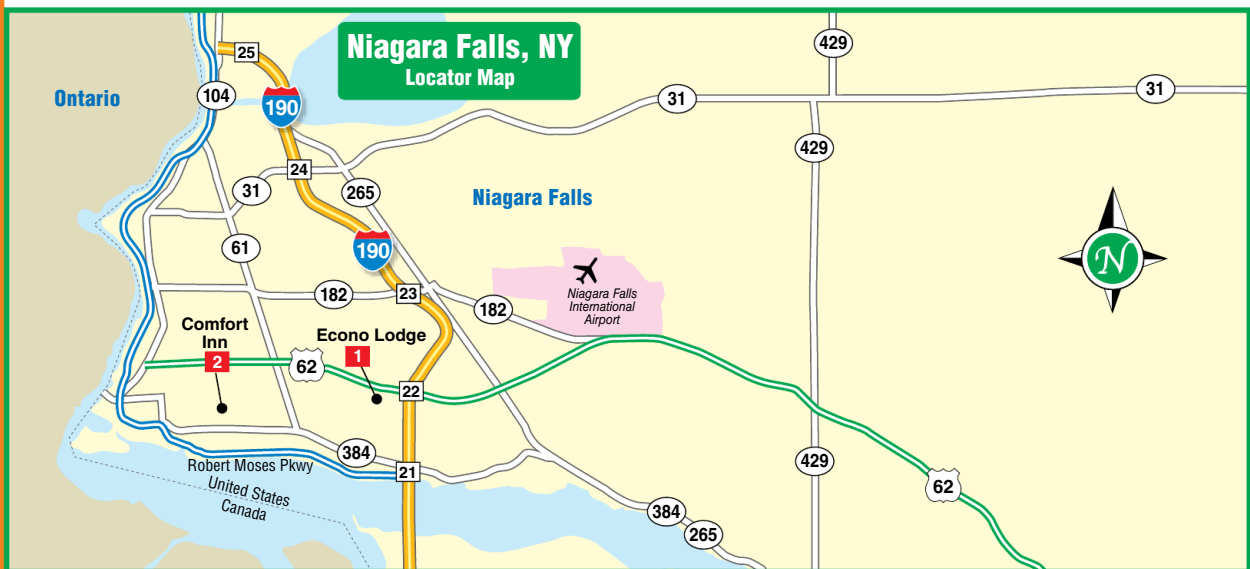 Niagara Falls, NY
Locator Map
25
429
Ontario
104
190
31
31
429
24
31
265
Niagara Falls
61
190
N
182
23
182
Niagara Falls
International
Airport
Comfort
Inn
2
Econo Lodge
1
62
22
384
21
429
Robert Moses Pkwy
United States
Canada
62
384
265